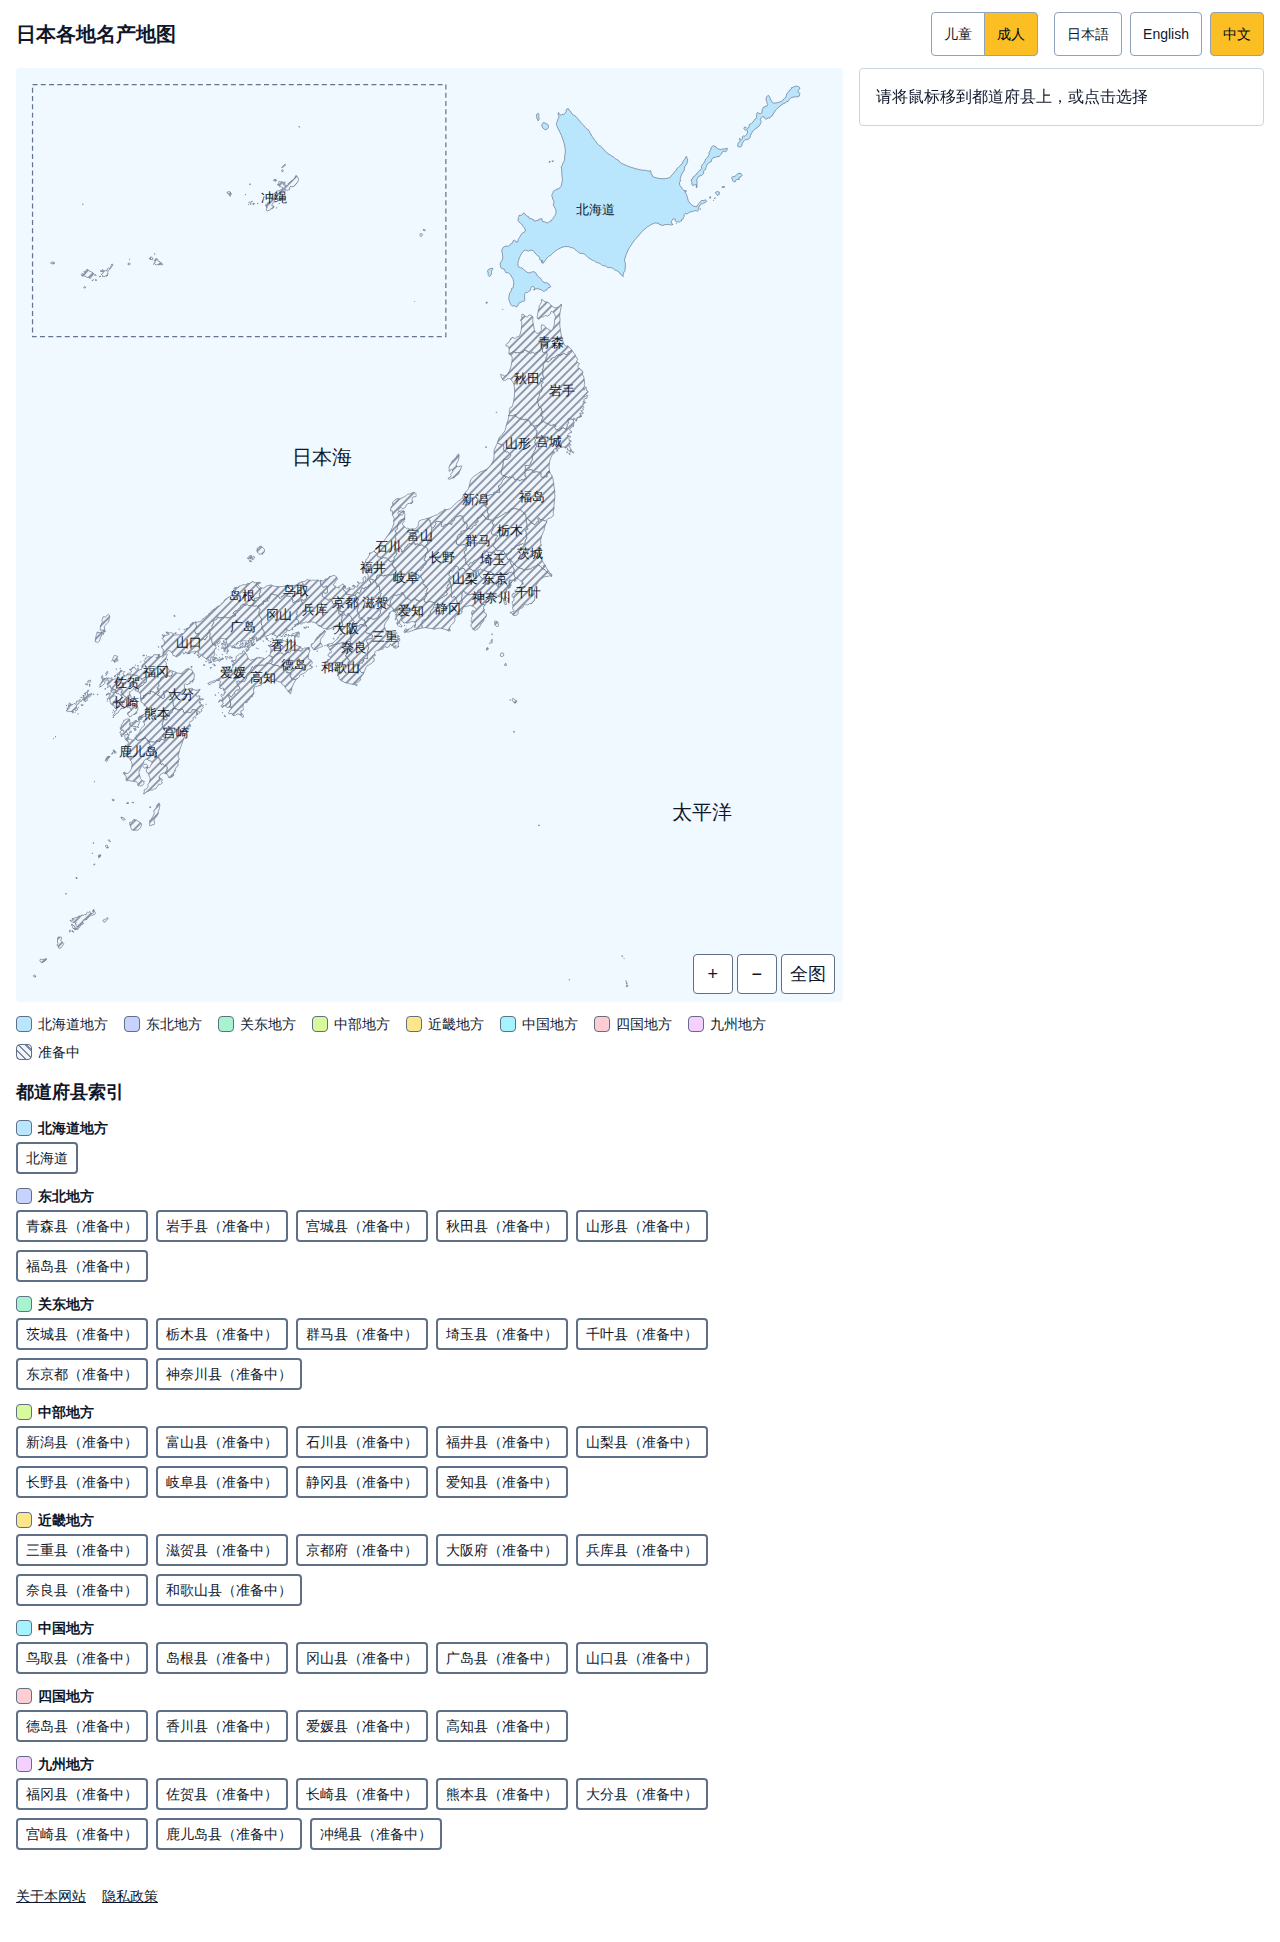 日本各地名产地图
儿童 成人 日本語 English 中文
请将鼠标移到都道府县上，或点击选择
冲绳
北海道
青森
秋田
岩手
山形 宫城
日本海
新潟 福岛
富山 群马 栃木
石川 长野 埼玉 茨城
福井 岐阜 山梨 东京
神奈川 千叶
岛根 鸟取 冈山 兵库 京都 滋贺 爱知 静冈
广岛 大阪 三重
山口 香川 奈良
爱媛 高知 德岛 和歌山
福冈
佐贺
长崎 大分
熊本
宫崎
鹿儿岛
太平洋
+ − 全图
北海道地方 东北地方 关东地方 中部地方 近畿地方 中国地方 四国地方 九州地方
准备中
都道府县索引
北海道地方
北海道
东北地方
青森县（准备中） 岩手县（准备中） 宫城县（准备中） 秋田县（准备中） 山形县（准备中）
福岛县（准备中）
关东地方
茨城县（准备中） 栃木县（准备中） 群马县（准备中） 埼玉县（准备中） 千叶县（准备中）
东京都（准备中） 神奈川县（准备中）
中部地方
新潟县（准备中） 富山县（准备中） 石川县（准备中） 福井县（准备中） 山梨县（准备中）
长野县（准备中） 岐阜县（准备中） 静冈县（准备中） 爱知县（准备中）
近畿地方
三重县（准备中） 滋贺县（准备中） 京都府（准备中） 大阪府（准备中） 兵库县（准备中）
奈良县（准备中） 和歌山县（准备中）
中国地方
鸟取县（准备中） 岛根县（准备中） 冈山县（准备中） 广岛县（准备中） 山口县（准备中）
四国地方
德岛县（准备中） 香川县（准备中） 爱媛县（准备中） 高知县（准备中）
九州地方
福冈县（准备中） 佐贺县（准备中） 长崎县（准备中） 熊本县（准备中） 大分县（准备中）
宫崎县（准备中） 鹿儿岛县（准备中） 冲绳县（准备中）
关于本网站 隐私政策